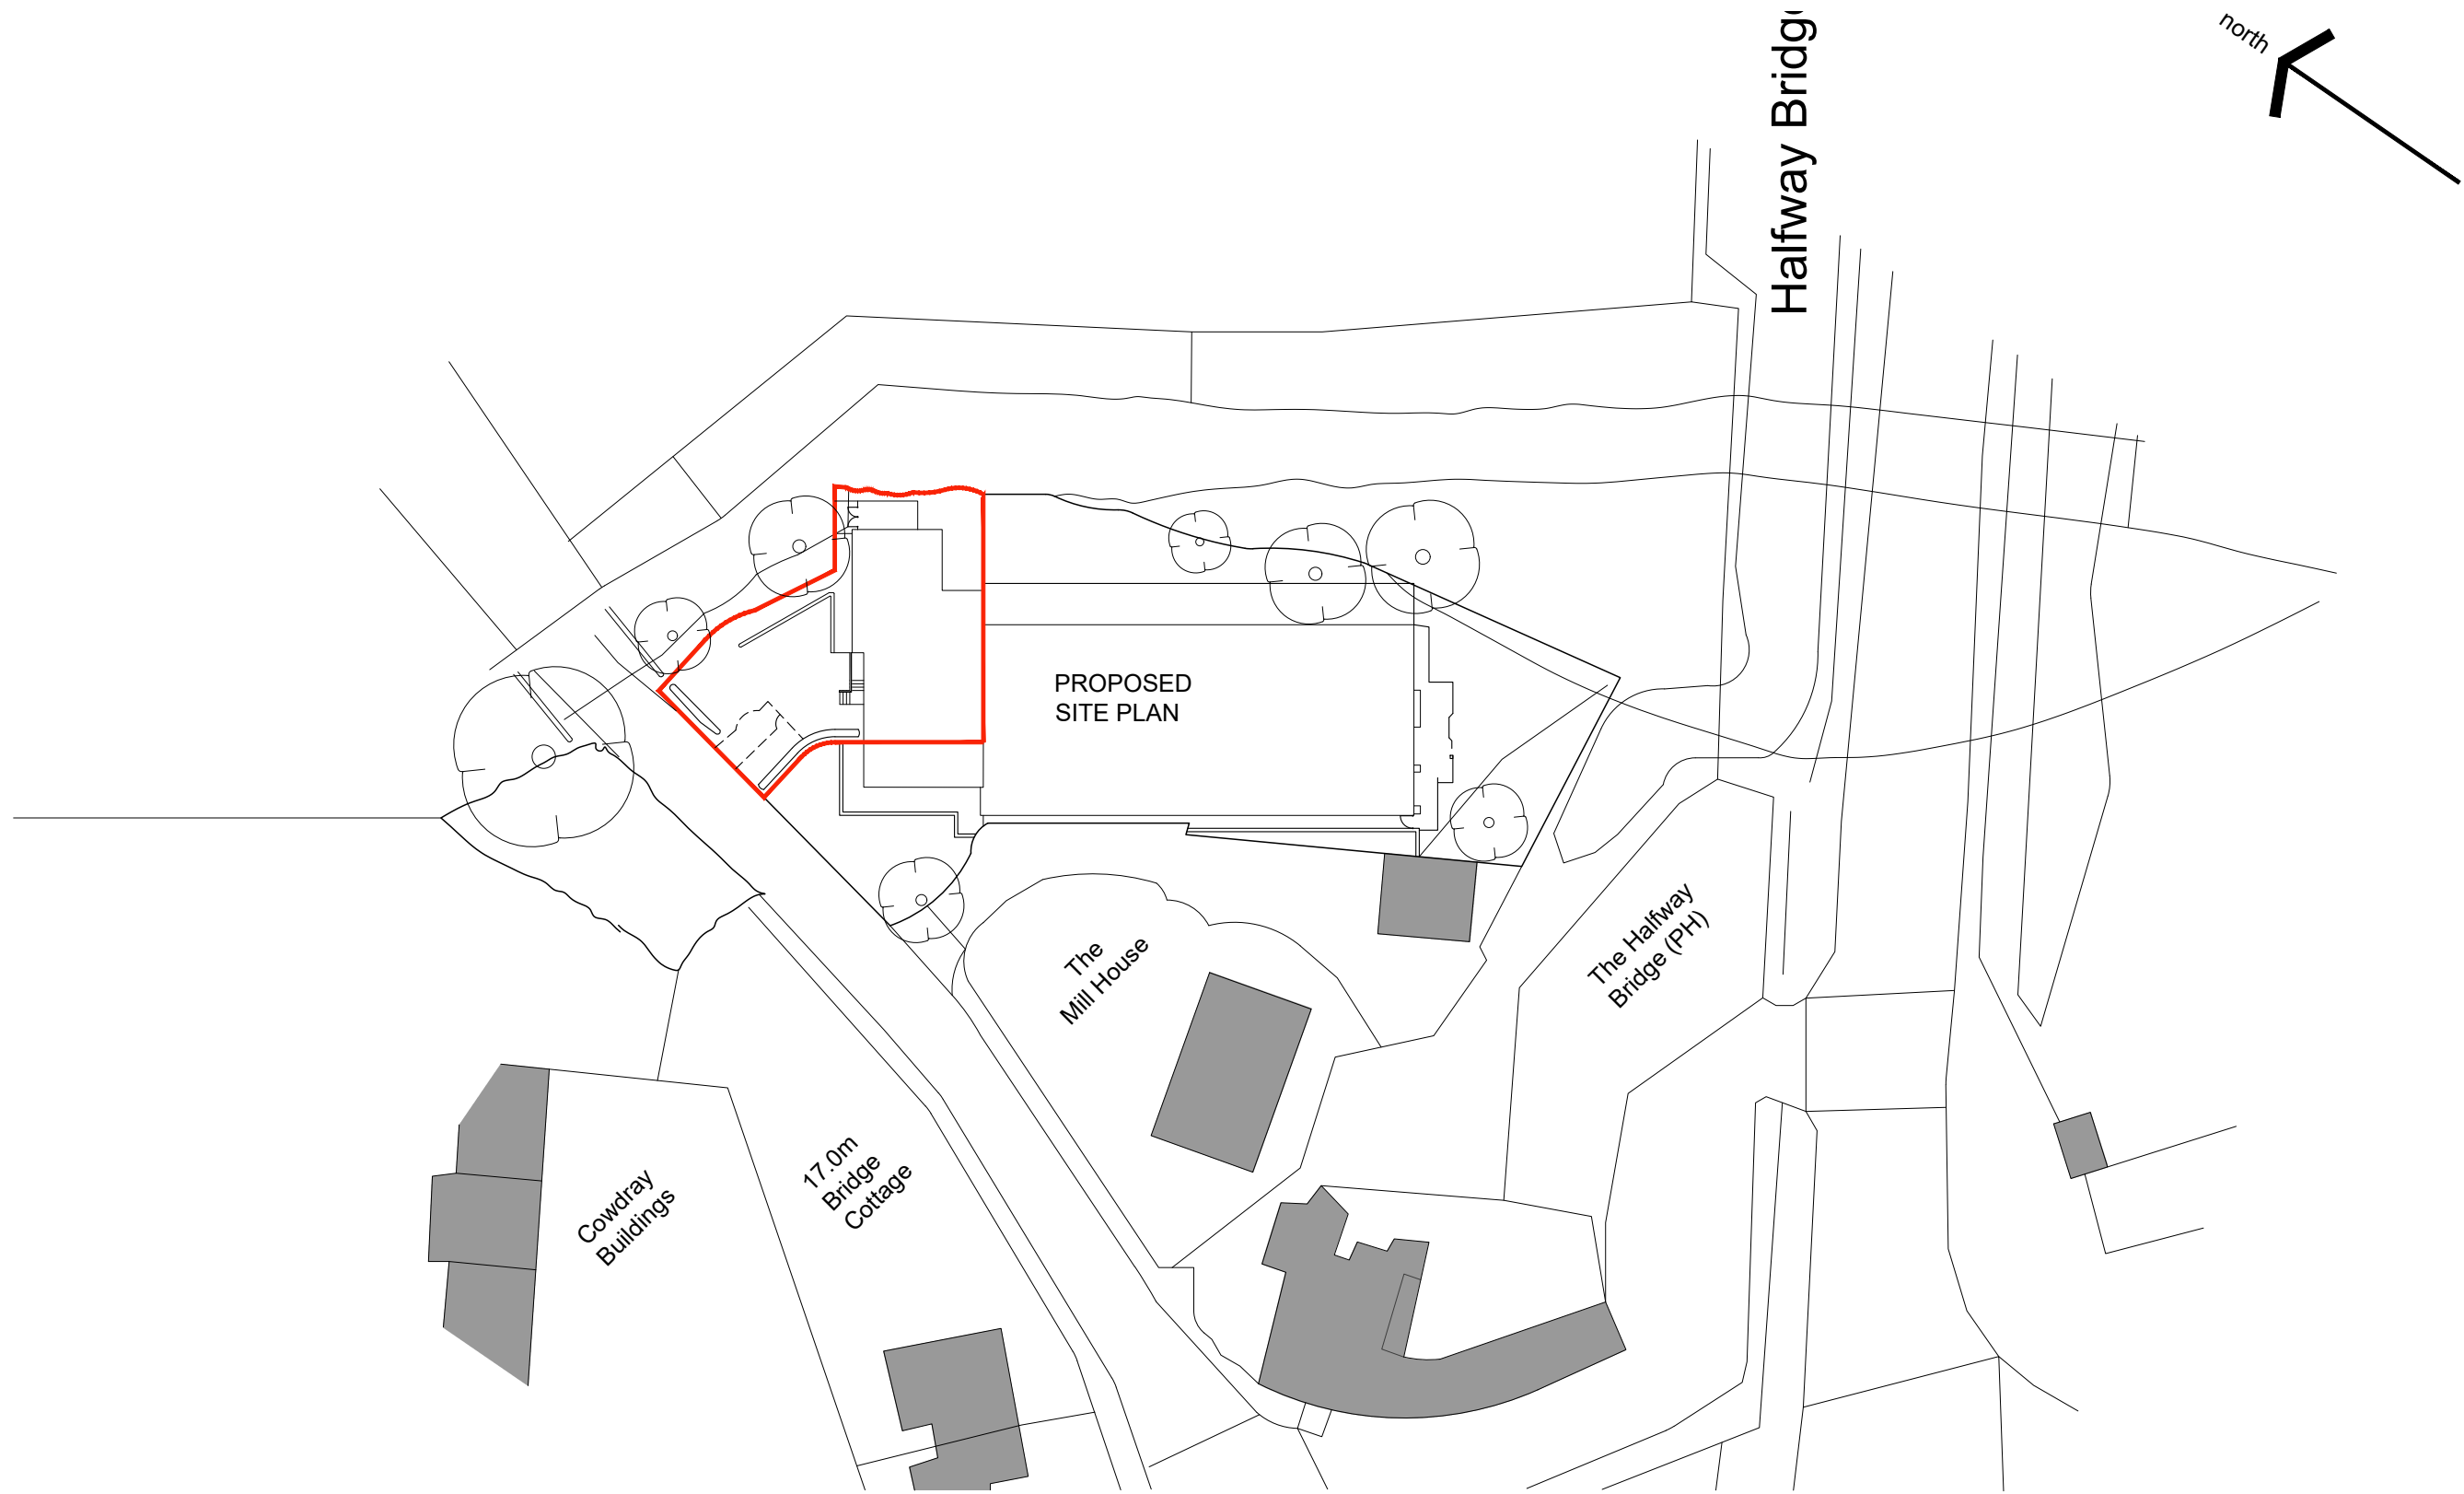 north
Halfway Bridg
PROPOSED
SITE PLAN
The
Mill House
The Halfway
Bridge (PH)
17.0m
Bridge
Cottage
Cowdray
Buildings